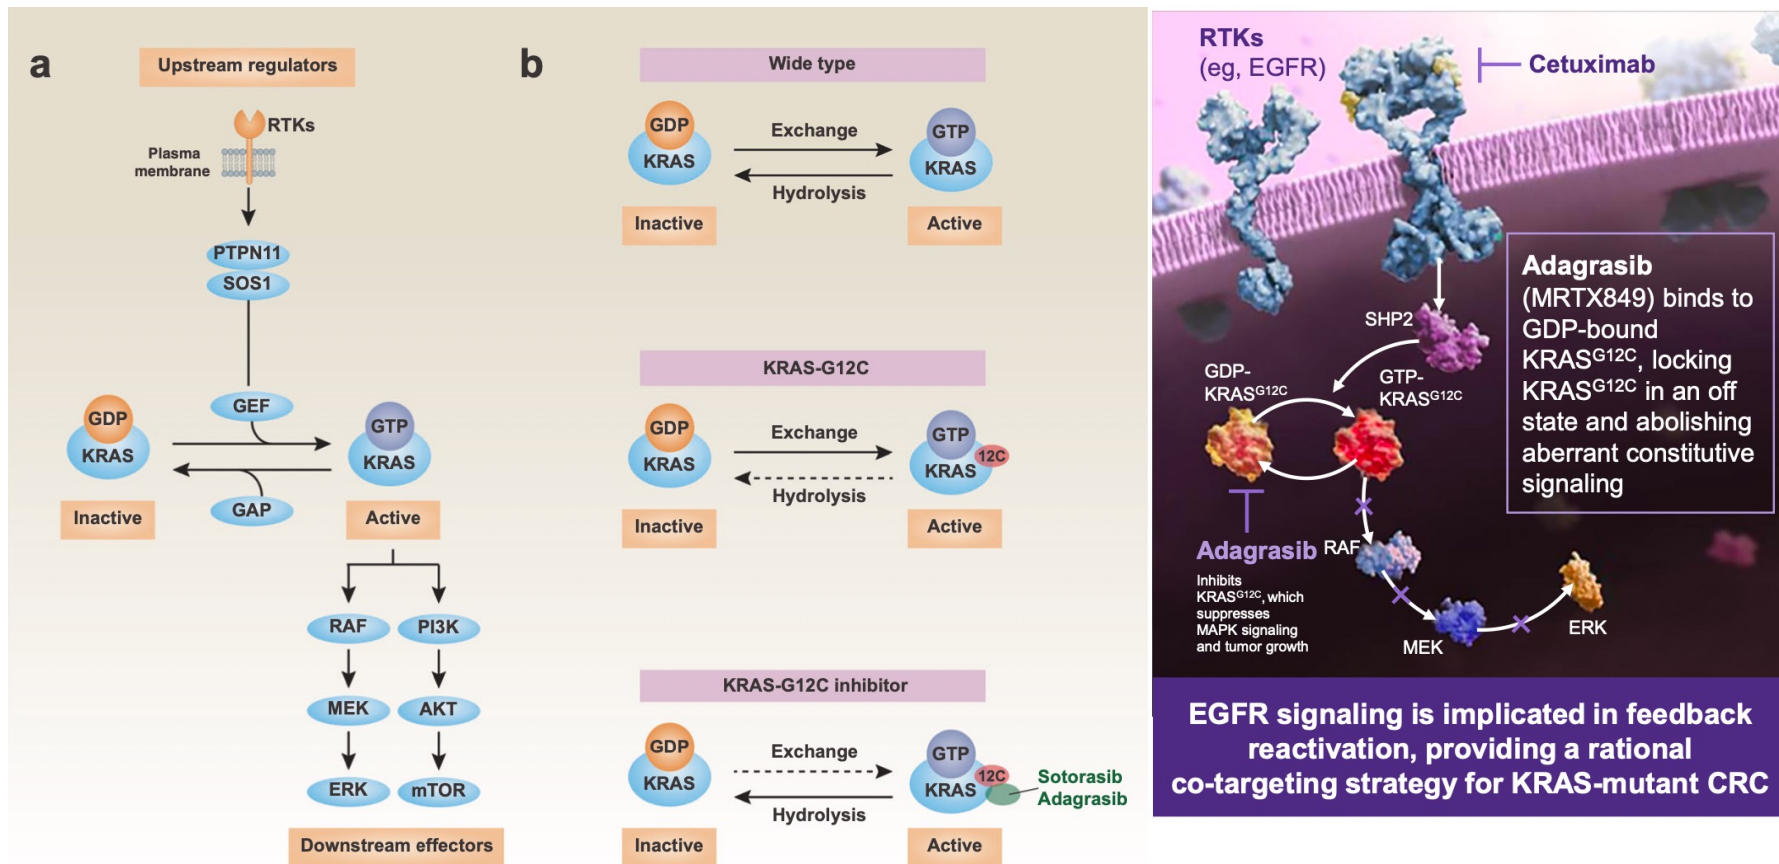 a
Upstream regulators
RTKs
Plasma
membrane
PTPN11
SOS1
GEF
GDP
KRAS
GTP
KRAS
GAP
Inactive
Active
RAF
PI3K
MEK
AKT
ERK
mTOR
Downstream effectors
b
Wide type
GDP
KRAS
Exchange
Hydrolysis
GTP
KRAS
Inactive
Active
KRAS-G12C
GDP
KRAS
Exchange
Hydrolysis
GTP
KRAS
12C
Inactive
Active
KRAS-G12C inhibitor
GDP
KRAS
Exchange
Hydrolysis
GTP
KRAS
12C
Sotorasib
Adagrasib
Inactive
Active
RTKs
(eg, EGFR)
Cetuximab
SHP2
GDP-
KRASG12C
GTP-
KRASG12C
Adagrasib
(MRTX849) binds to
GDP-bound
KRASG12C, locking
KRASG12C in an off
state and abolishing
aberrant constitutive
signaling
Adagrasib
Inhibits
KRASG12C, which
suppresses
MAPK signaling
and tumor growth
RAF
MEK
ERK
EGFR signaling is implicated in feedback
reactivation, providing a rational
co-targeting strategy for KRAS-mutant CRC